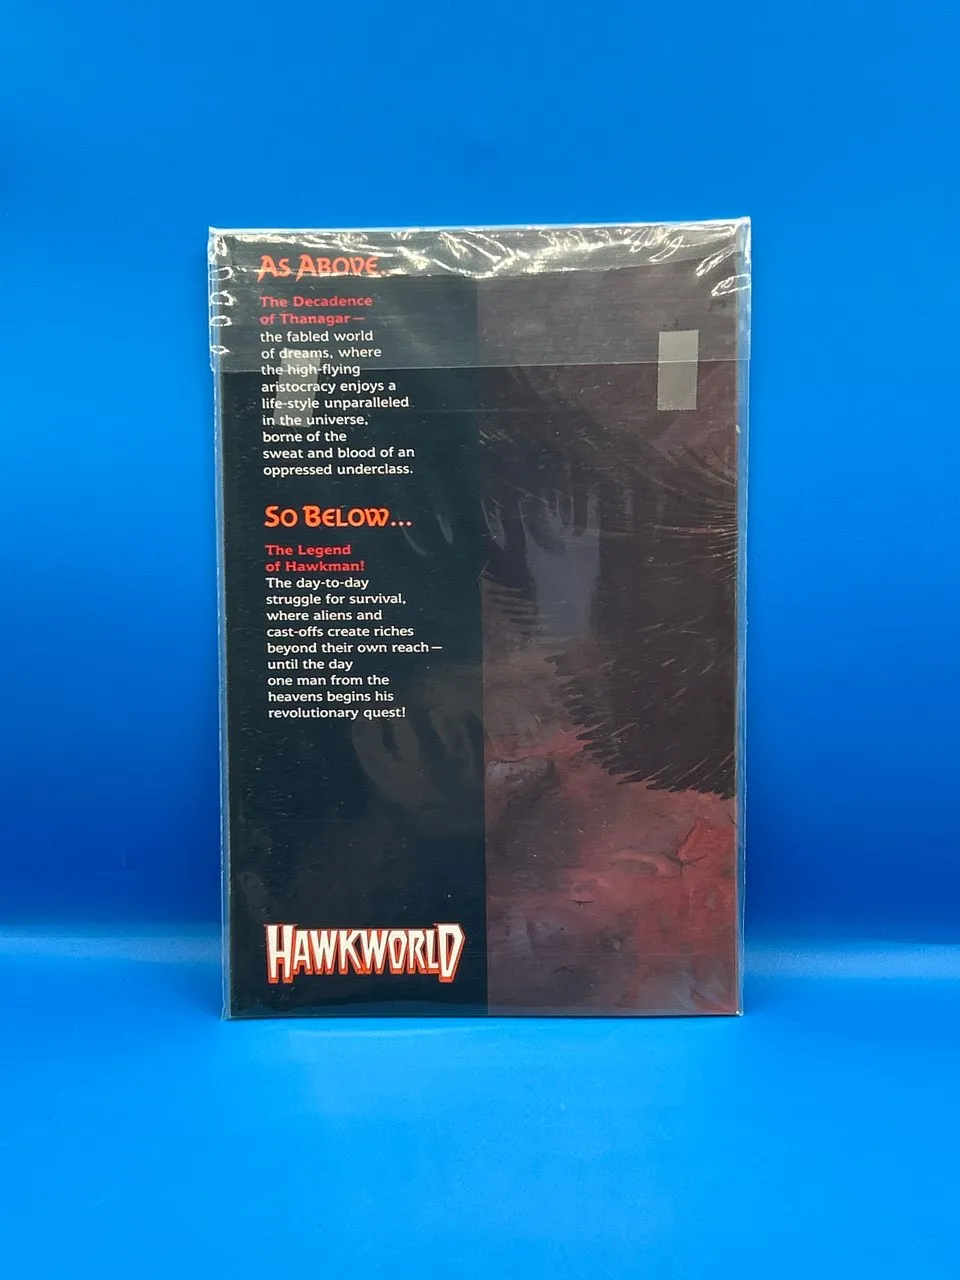 AS ABOVE...
The Decadence
of Thanagar—
the fabled world
of dreams, where
the high-flying
aristocracy enjoys a
life-style unparalleled
in the universe,
borne of the
sweat and blood of an
oppressed underclass.
SO BELOW...
The Legend
of Hawkman!
The day-to-day
struggle for survival,
where aliens and
cast-offs create riches
beyond their own reach—
until the day
one man from the
heavens begins his
revolutionary quest!
HAWKWORLD